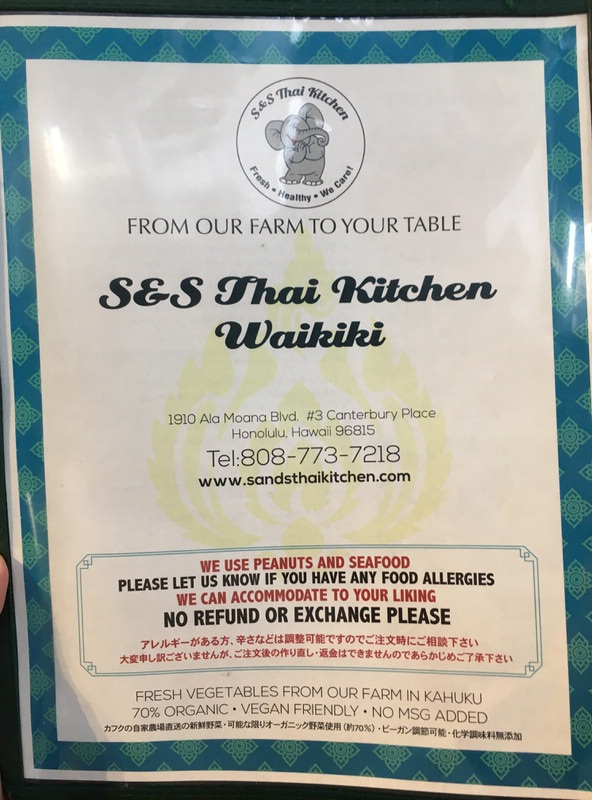 S&S Thai Kitchen
Fresh • Healthy • We Care!
FROM OUR FARM TO YOUR TABLE
S&S Thai Kitchen
Waikiki
1910 Ala Moana Blvd. #3 Canterbury Place
Honolulu, Hawaii 96815
Tel:808-773-7218
www.sandsthaikitchen.com
WE USE PEANUTS AND SEAFOOD
PLEASE LET US KNOW IF YOU HAVE ANY FOOD ALLERGIES
WE CAN ACCOMMODATE TO YOUR LIKING
NO REFUND OR EXCHANGE PLEASE
アレルギーがある方、辛さなどは調整可能ですのでご注文時にご相談下さい
大変申し訳ございませんが、ご注文後の作り直し・返金はできませんのであらかじめご了承下さい
FRESH VEGETABLES FROM OUR FARM IN KAHUKU
70% ORGANIC • VEGAN FRIENDLY • NO MSG ADDED
カフクの自家農場直送の新鮮野菜・可能な限りオーガニック野菜使用(約70%)・ビーガン調節可能・化学調味料無添加